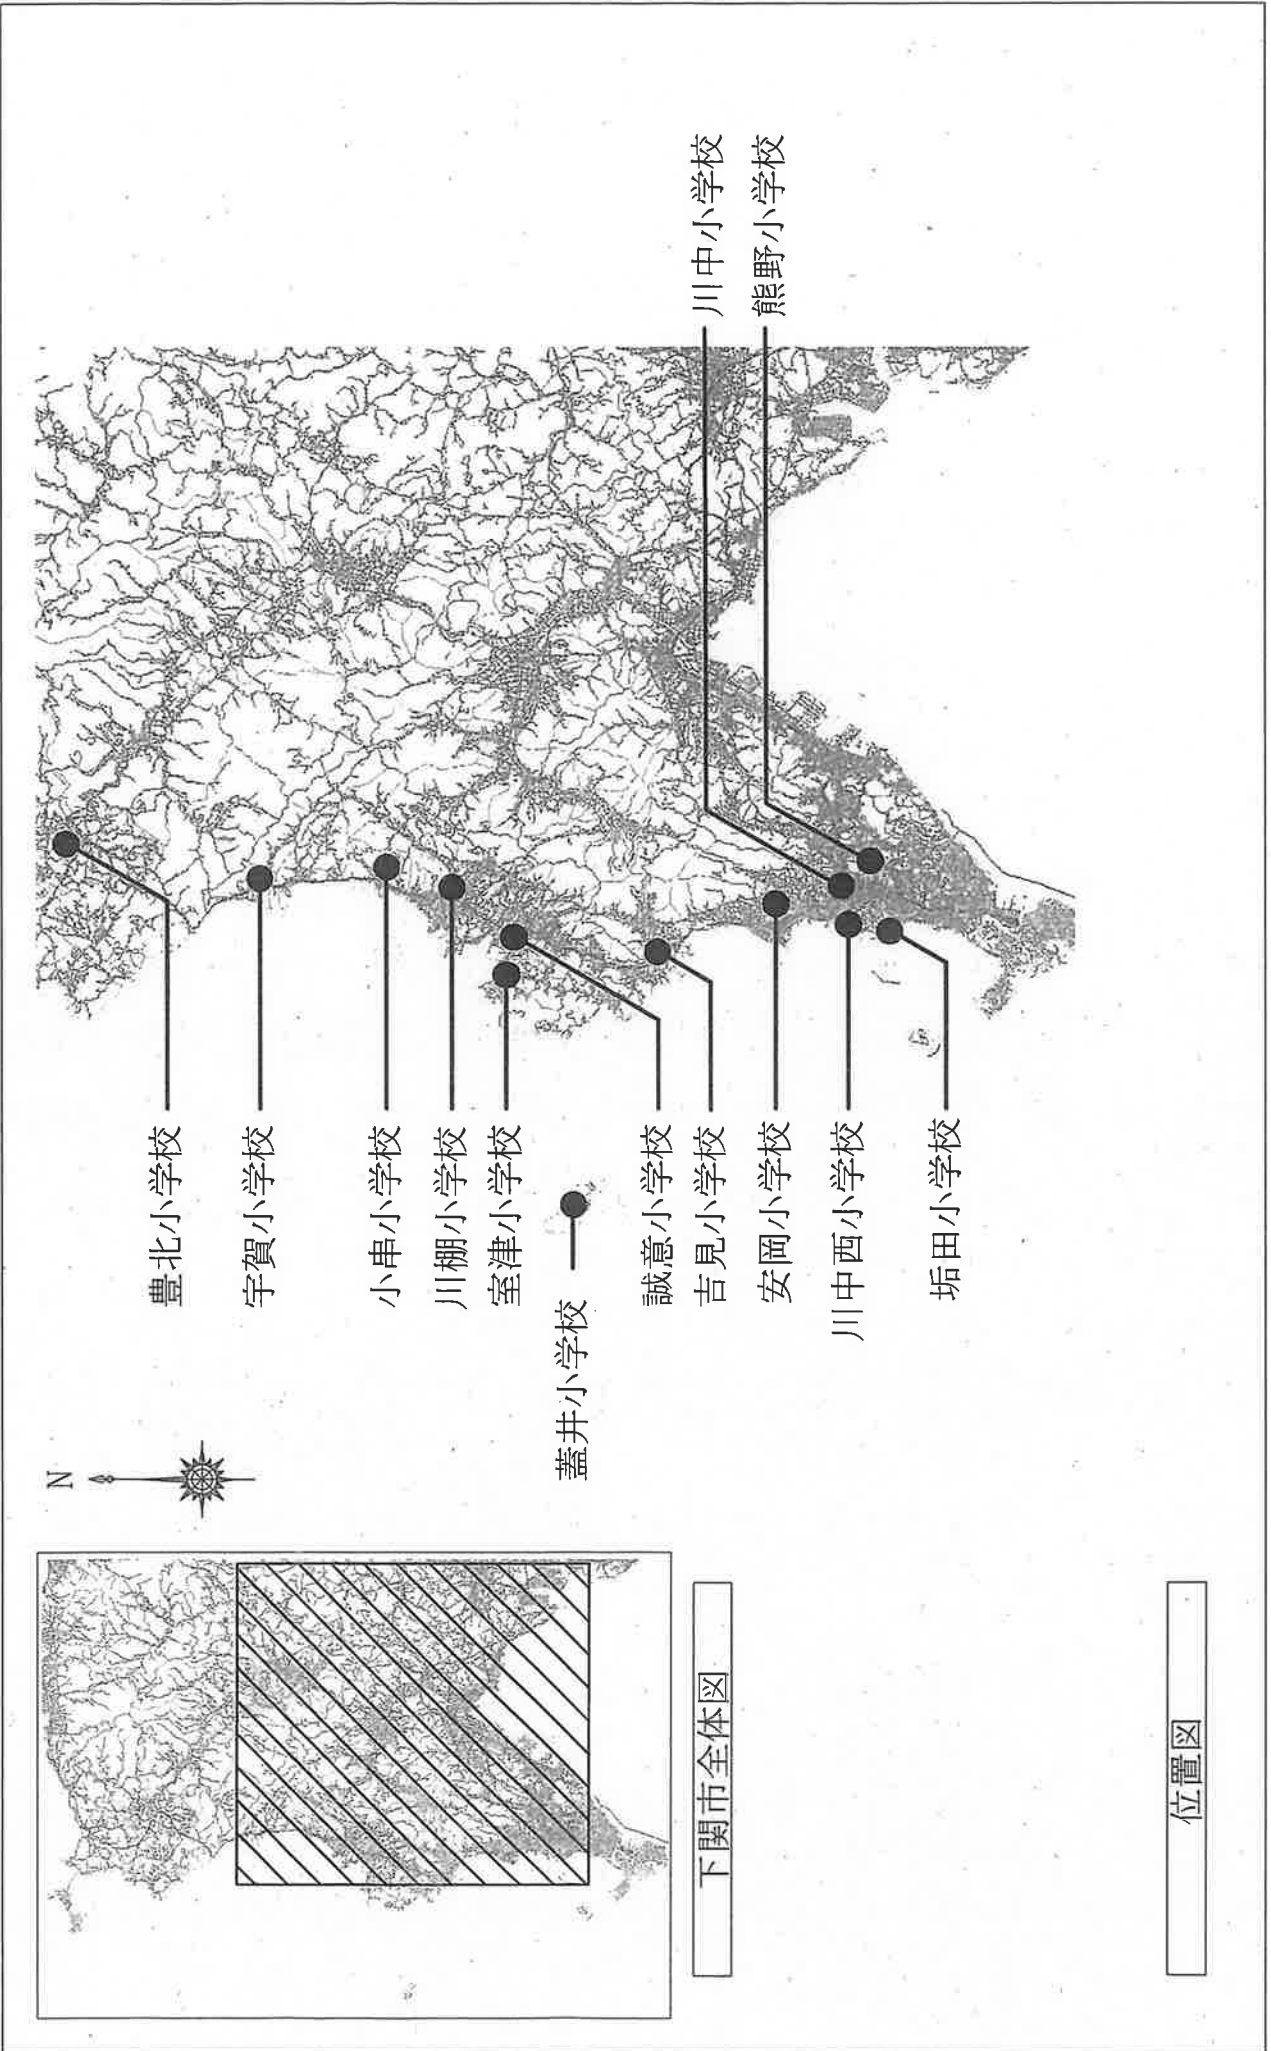 N
下関市全体図
位置図
豊北小学校
宇賀小学校
小串小学校
川棚小学校
室津小学校
蓋井小学校
誠意小学校
吉見小学校
安岡小学校
川中西小学校
垢田小学校
川中小学校
熊野小学校